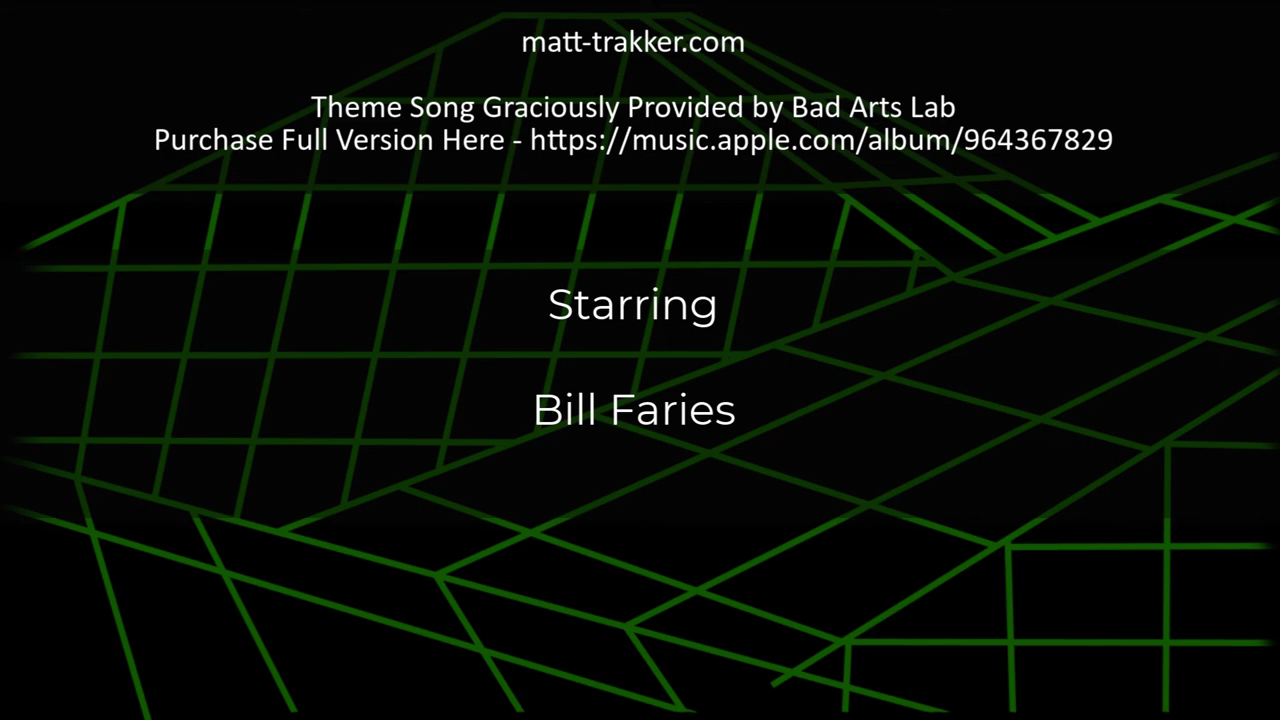 matt-trakker.com
Theme Song Graciously Provided by Bad Arts Lab
Purchase Full Version Here - https://music.apple.com/album/964367829
Starring
Bill Faries